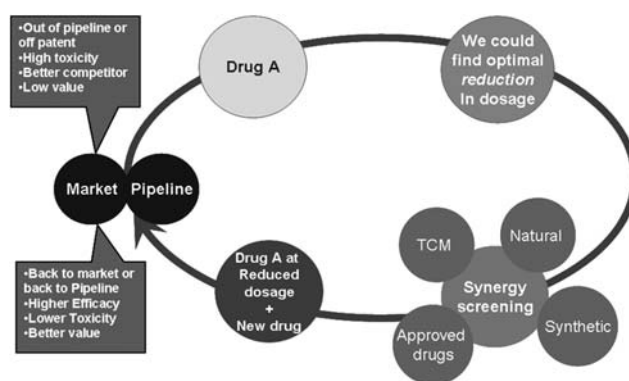 •Out of pipeline or
off patent
•High toxicity
•Better competitor
•Low value
Drug A
We could
find optimal
reduction
In dosage
Market
Pipeline
TCM
Natural
Synergy
screening
Approved
drugs
Synthetic
Drug A at
Reduced
dosage
+
New drug
•Back to market or
back to Pipeline
•Higher Efficacy
•Lower Toxicity
•Better value